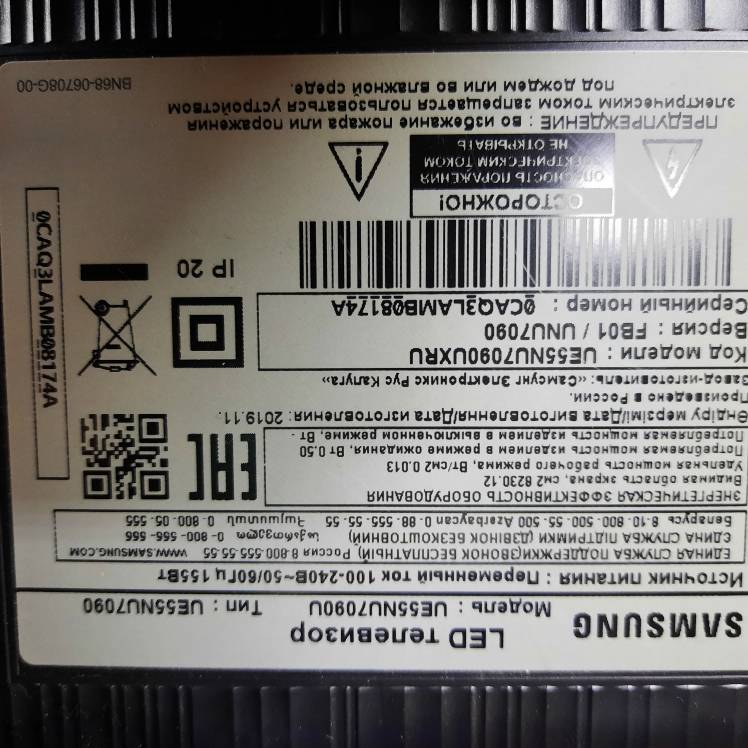 SAMSUNG
LED телевизор
Модель : UE55NU7090U Тип : UE55NU7090
Источник питания : Переменный ток 100-240В~50/60Гц 155Вт
ЕДИНАЯ СЛУЖБА ПОДДЕРЖКИ(ЗВОНОК БЕСПЛАТНЫЙ) Россия 8-800-555-55-55 WWW.SAMSUNG.COM
ЄДИНА СЛУЖБА ПІДТРИМКИ (ДЗВІНОК БЕЗКОШТОВНИЙ) საქართველო 0-800-555-555
Беларусь 8-10-800-500-55-500 Azərbaycan 0-88-555-55-55 Հայաստան 0-800-05-555
ЭНЕРГЕТИЧЕСКАЯ ЭФФЕКТИВНОСТЬ ОБОРУДОВАНИЯ
Видимая область экрана, см2 8230.12
Удельная мощность рабочего режима, Вт/см2 0.013
Потребляемая мощность изделием в режиме ожидания, Вт 0.50
Потребляемая мощность изделием в выключенном режиме, Вт, -
Өндіру мерзімі/Дата виготовлення/Дата изготовления: 2019.11.
Произведено в России.
Завод-изготовитель: «Самсунг Электроникс Рус Калуга»
EAC
Код модели : UE55NU7090UXRU
Версия : FB01 / UNU7090
Серийный номер : 0CAQ3LAMB08174A
IP 20
0CAQ3LAMB08174A
ОСТОРОЖНО!
ОПАСНОСТЬ ПОРАЖЕНИЯ
ЭЛЕКТРИЧЕСКИМ ТОКОМ
НЕ ОТКРЫВАТЬ
ПРЕДУПРЕЖДЕНИЕ : во избежание пожара или поражения
электрическим током запрещается пользоваться устройством
под дождем или во влажной среде.
BN68-06708G-00